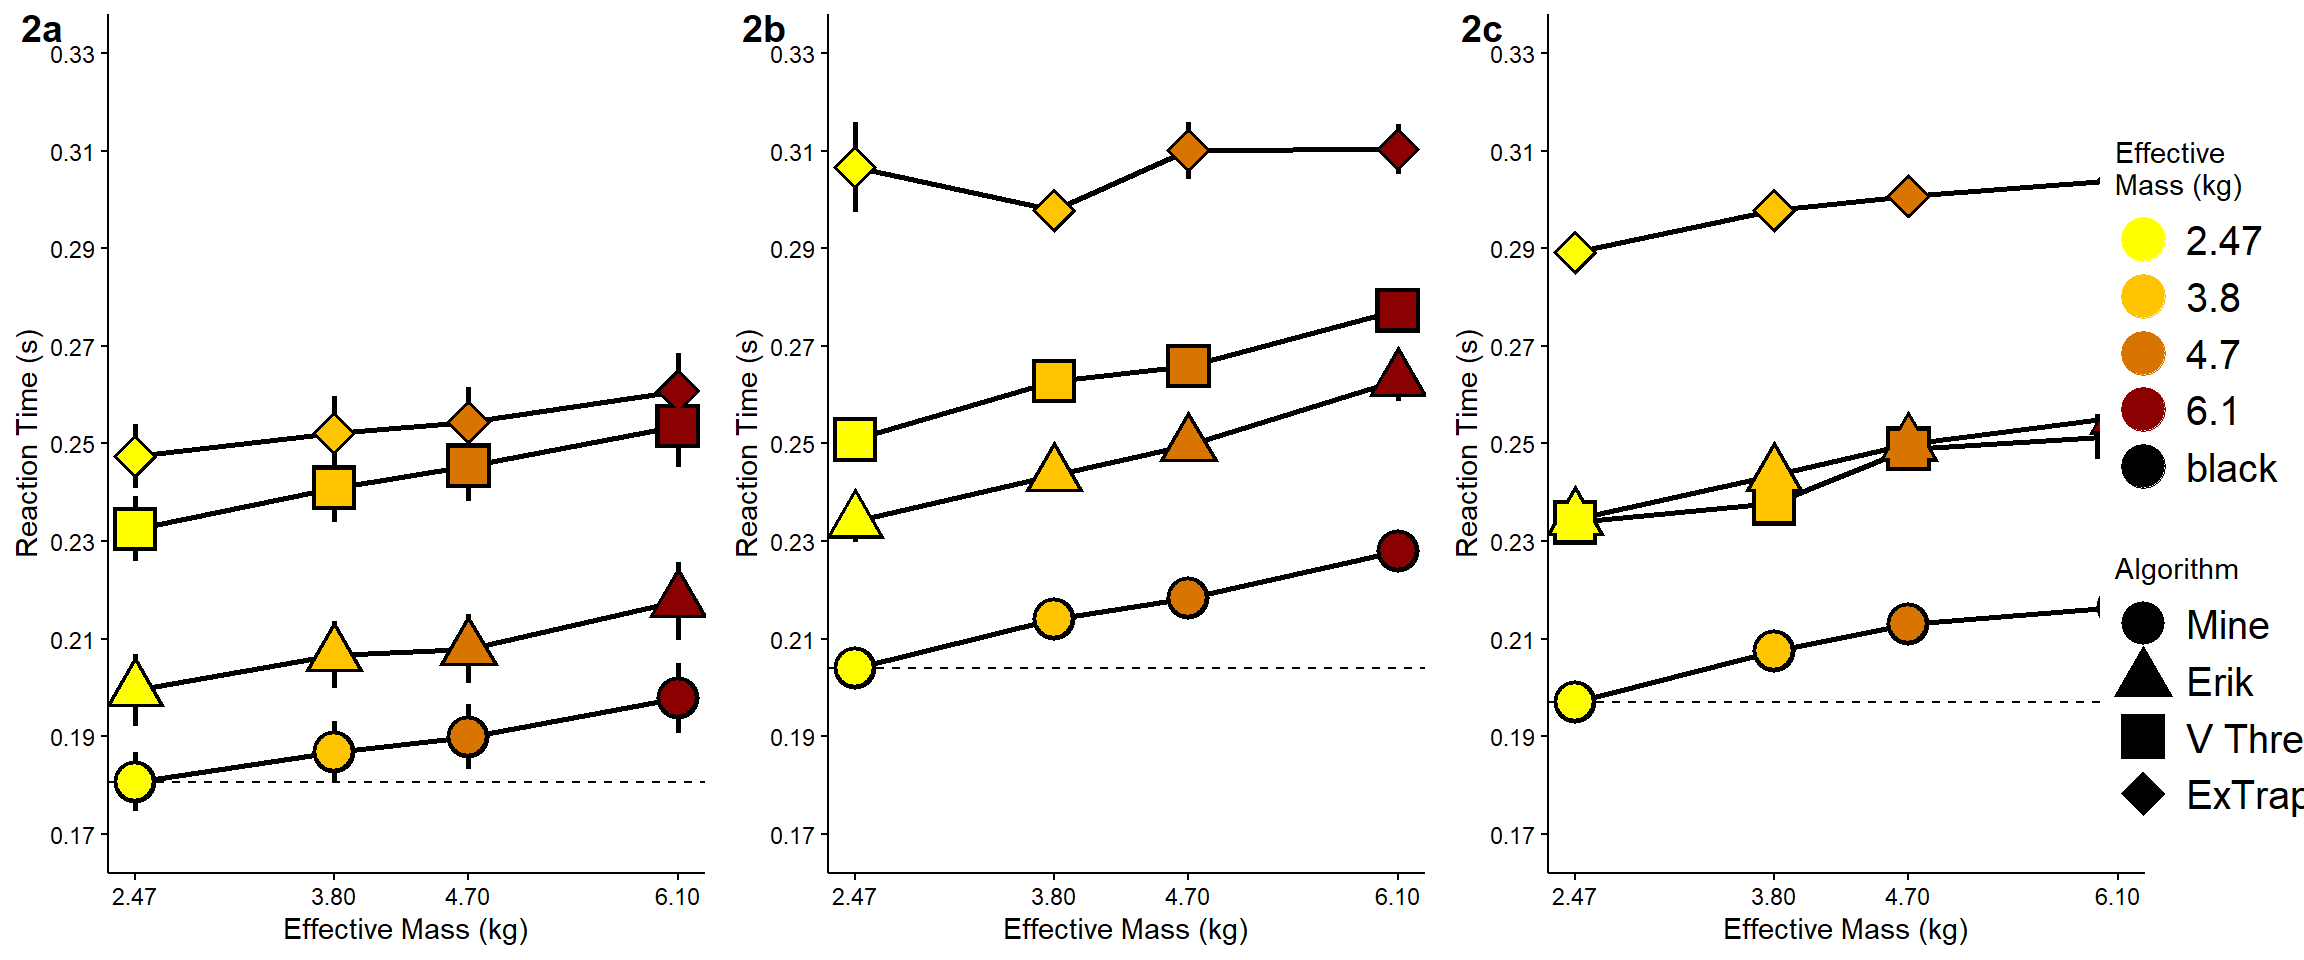 2a
0.33
0.31
0.29
0.27
0.25
0.23
0.21
0.19
0.17
Reaction Time (s)
2.47 3.80 4.70 6.10
Effective Mass (kg)
2b
0.33
0.31
0.29
0.27
0.25
0.23
0.21
0.19
0.17
Reaction Time (s)
2.47 3.80 4.70 6.10
Effective Mass (kg)
2c
0.33
0.31
0.29
0.27
0.25
0.23
0.21
0.19
0.17
Reaction Time (s)
2.47 3.80 4.70 6.10
Effective Mass (kg)
Effective
Mass (kg)
2.47
3.8
4.7
6.1
black
Algorithm
Mine
Erik
V Thre
ExTrap